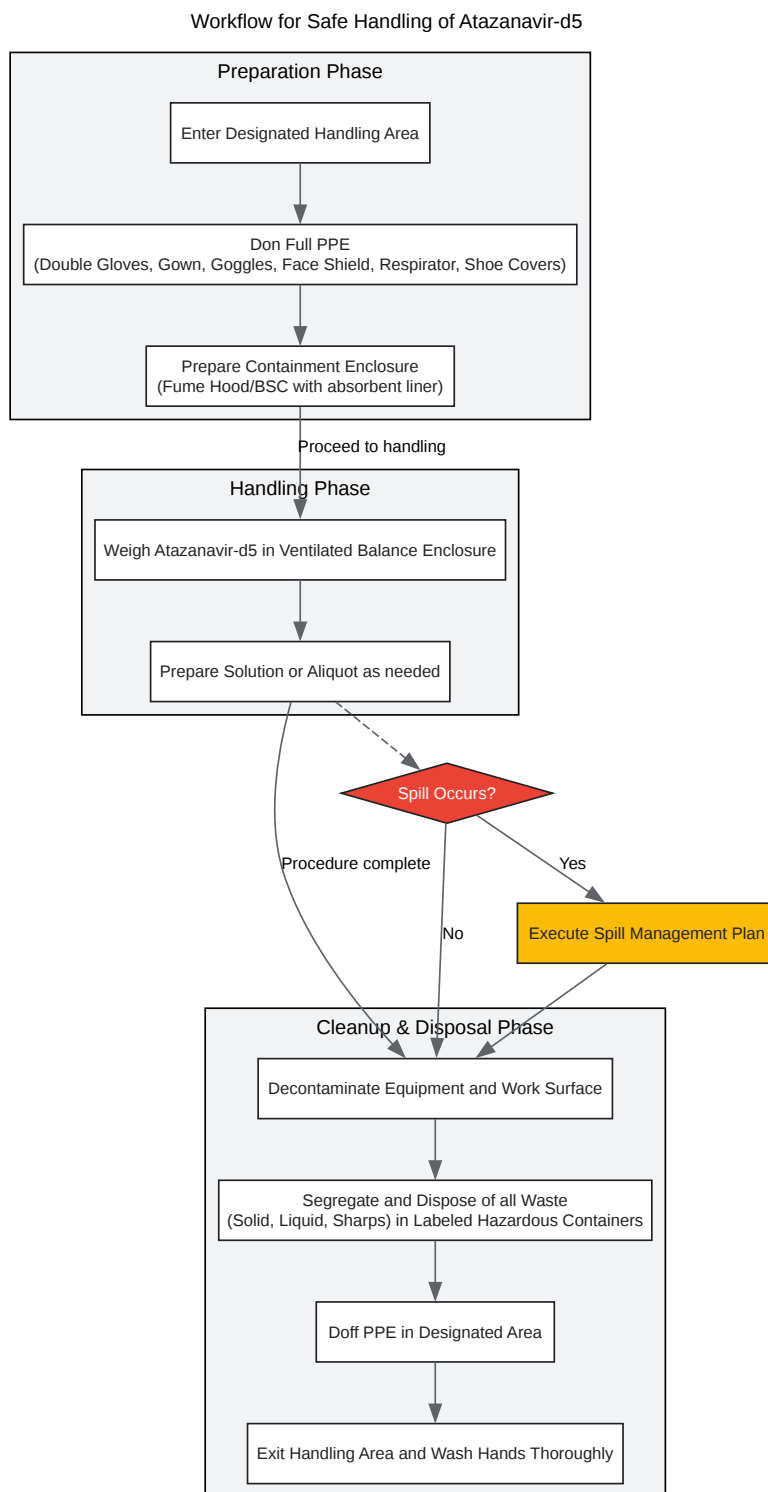 Workflow for Safe Handling of Atazanavir-d5
Preparation Phase
Enter Designated Handling Area
Don Full PPE
(Double Gloves, Gown, Goggles, Face Shield, Respirator, Shoe Covers)
Prepare Containment Enclosure
(Fume Hood/BSC with absorbent liner)
Proceed to handling
Handling Phase
Weigh Atazanavir-d5 in Ventilated Balance Enclosure
Prepare Solution or Aliquot as needed
Spill Occurs?
Procedure complete
Yes
No
Execute Spill Management Plan
Cleanup & Disposal Phase
Decontaminate Equipment and Work Surface
Segregate and Dispose of all Waste
(Solid, Liquid, Sharps) in Labeled Hazardous Containers
Doff PPE in Designated Area
Exit Handling Area and Wash Hands Thoroughly